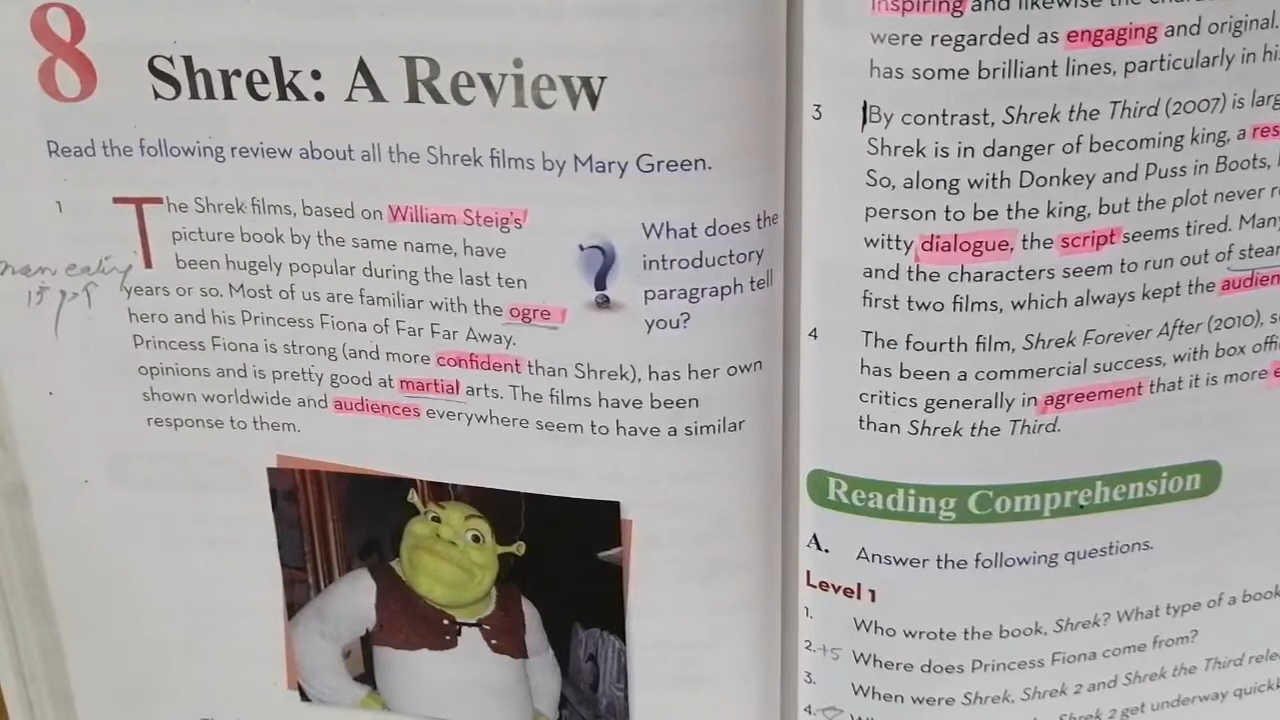 8 Shrek: A Review
Read the following review about all the Shrek films by Mary Green.
1
The Shrek films, based on William Steig's
picture book by the same name, have
been hugely popular during the last ten
years or so. Most of us are familiar with the ogre
hero and his Princess Fiona of Far Far Away.
Princess Fiona is strong (and more confident than Shrek), has her own
opinions and is pretty good at martial arts. The films have been
shown worldwide and audiences everywhere seem to have a similar
response to them.
man eating
?
What does the
introductory
paragraph tell
you?
inspiring and likewise the
were regarded as engaging and original.
has some brilliant lines, particularly in
3
By contrast, Shrek the Third (2007) is
Shrek is in danger of becoming king, a
So, along with Donkey and Puss in Boots,
person to be the king, but the plot never
witty dialogue, the script seems tired.
and the characters seem to run out of
first two films, which always kept the
4
The fourth film, Shrek Forever After (2010),
has been a commercial success, with box
critics generally in agreement that it is more
than Shrek the Third.
Reading Comprehension
A. Answer the following questions.
Level 1
1. Who wrote the book, Shrek? What type of a book
2. Where does Princess Fiona come from?
3. When were Shrek, Shrek 2 and Shrek the Third
4. Shrek 2 get underway